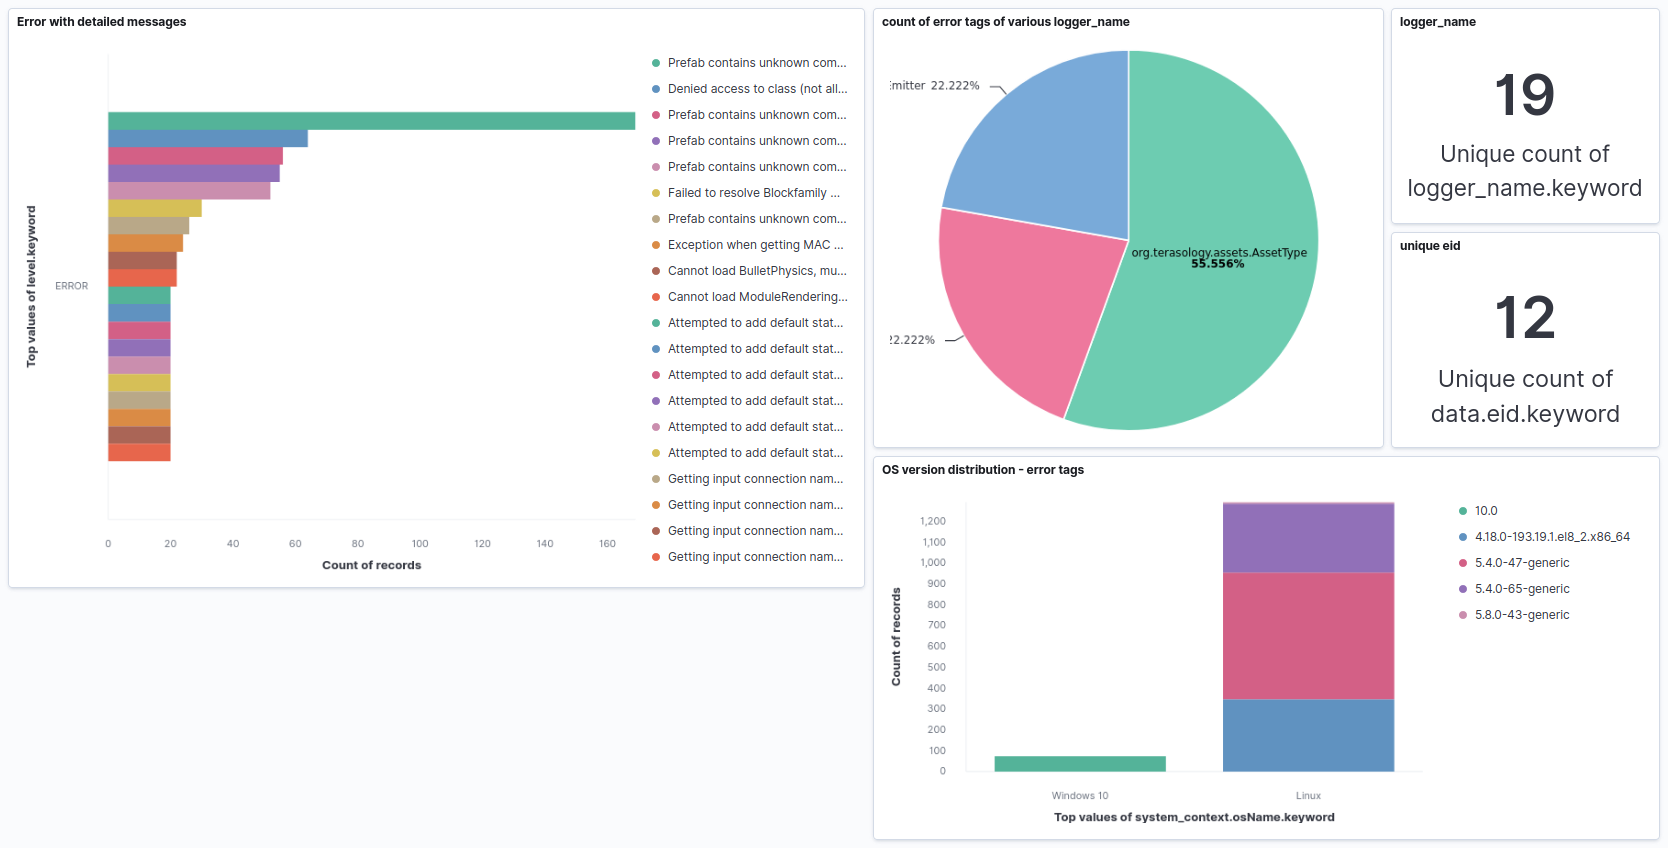 Error with detailed messages
Top values of level.keyword
ERROR
0 20 40 60 80 100 120 140 160
Count of records
Prefab contains unknown com...
Denied access to class (not all...
Prefab contains unknown com...
Prefab contains unknown com...
Prefab contains unknown com...
Failed to resolve Blockfamily ...
Prefab contains unknown com...
Exception when getting MAC ...
Cannot load BulletPhysics, mu...
Cannot load ModuleRendering...
Attempted to add default stat...
Attempted to add default stat...
Attempted to add default stat...
Attempted to add default stat...
Attempted to add default stat...
Attempted to add default stat...
Getting input connection nam...
Getting input connection nam...
Getting input connection nam...
Getting input connection nam...
count of error tags of various logger_name
mitter 22.222%
org.terasology.assets.AssetType
55.556%
22.222%
logger_name
19
Unique count of
logger_name.keyword
unique eid
12
Unique count of
data.eid.keyword
OS version distribution - error tags
1,200
1,100
1,000
900
800
700
600
500
400
300
200
100
0
Count of records
Windows 10 Linux
Top values of system_context.osName.keyword
10.0
4.18.0-193.19.1.el8_2.x86_64
5.4.0-47-generic
5.4.0-65-generic
5.8.0-43-generic